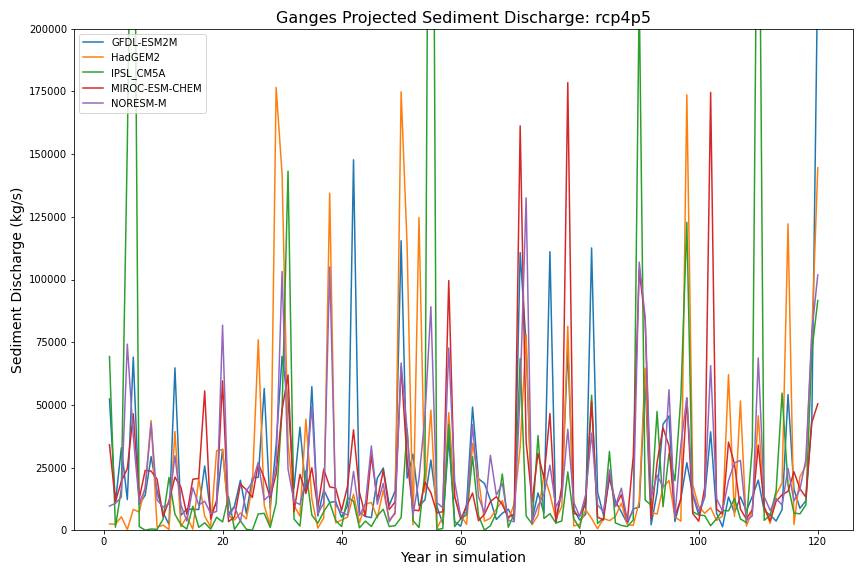 Ganges Projected Sediment Discharge: rcp4p5
GFDL-ESM2M
HadGEM2
IPSL_CM5A
MIROC-ESM-CHEM
NORESM-M
Sediment Discharge (kg/s)
200000
175000
150000
125000
100000
75000
50000
25000
0
0 20 40 60 80 100 120
Year in simulation